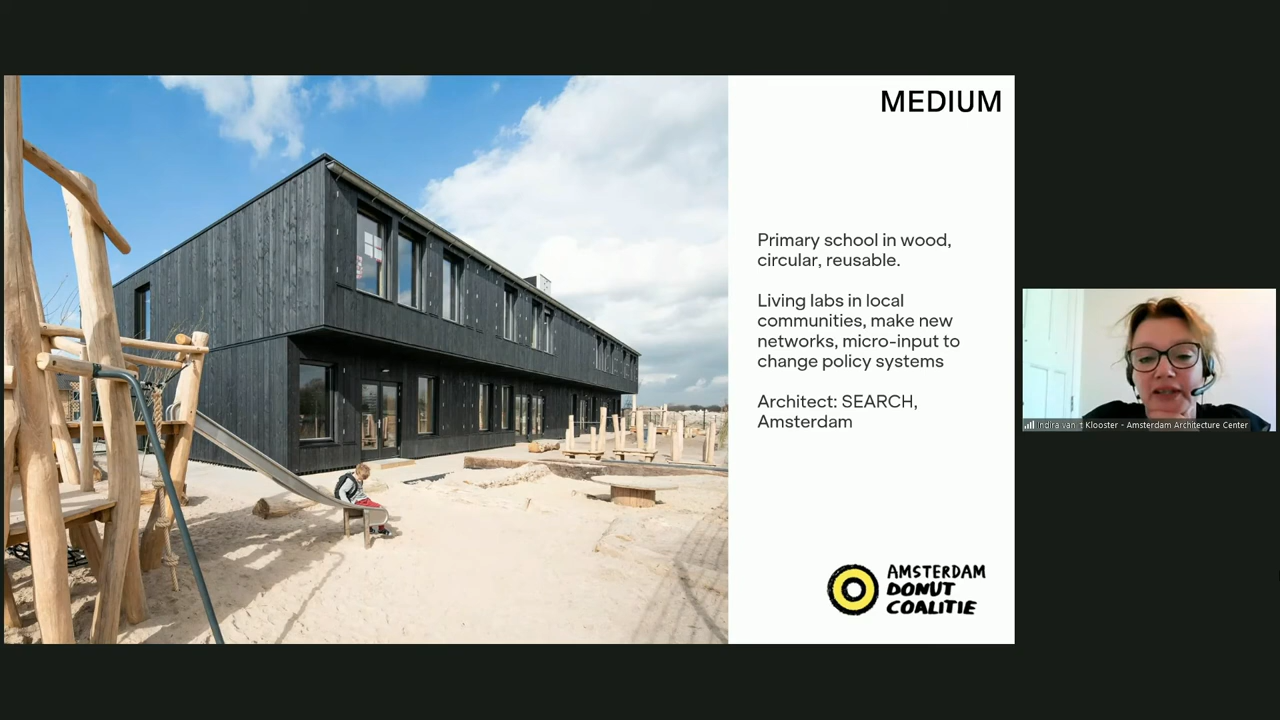 MEDIUM
Primary school in wood,
circular, reusable.
Living labs in local
communities, make new
networks, micro-input to
change policy systems
Architect: SEARCH,
Amsterdam
AMSTERDAM
DONUT
COALITIE
Indira van 't Klooster - Amsterdam Architecture Center